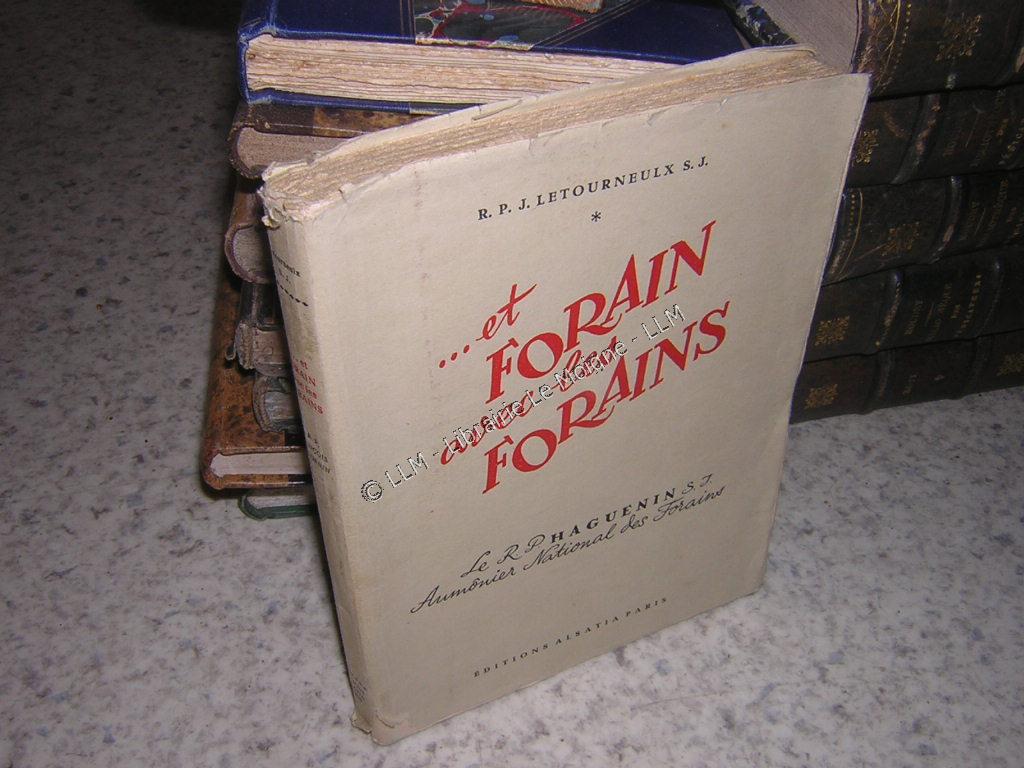 R. P. J. LETOURNEULX S. J.
*
... et
FORAIN
avec les
FORAINS
© LLM - Librairie Le Moigne - LLM
Le R P HAGUENIN S. J.
Aumônier National des Forains
EDITIONS ALSATIA PARIS